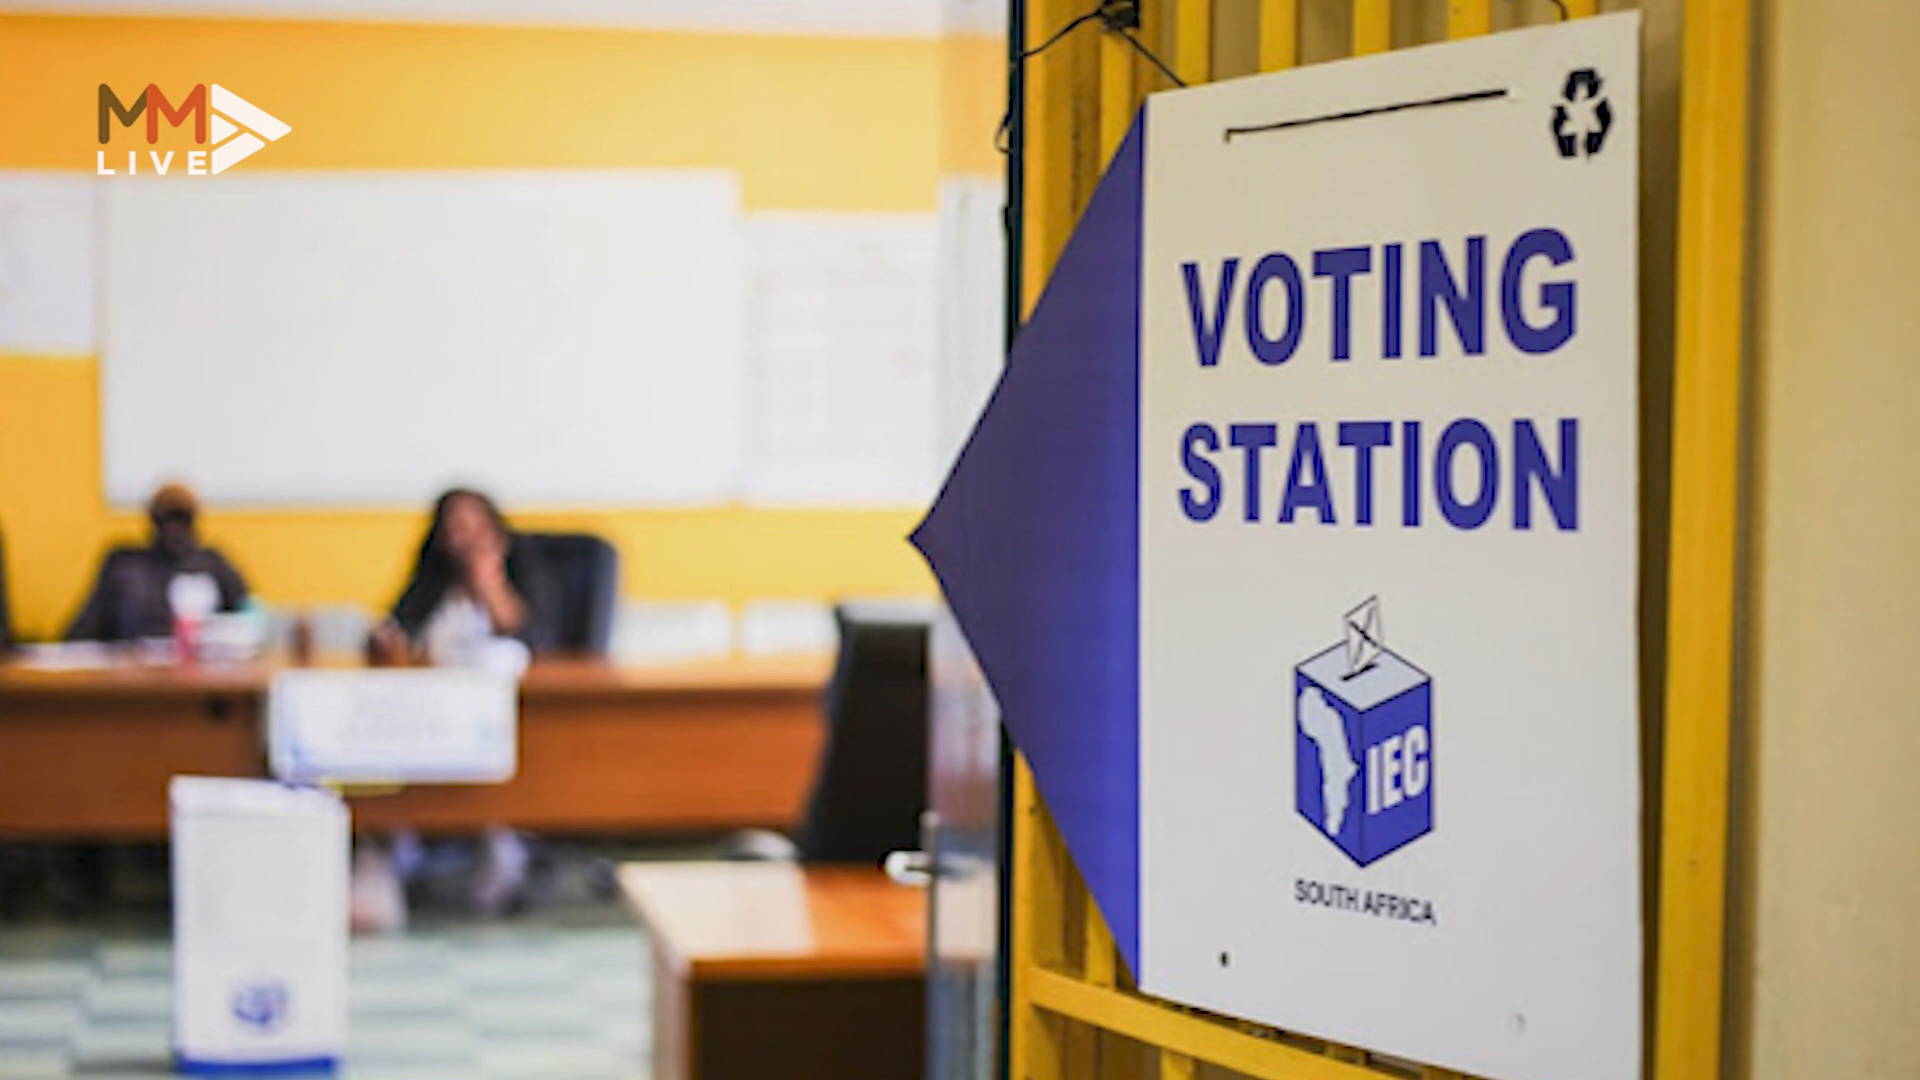 MM
LIVE
VOTING
STATION
IEC
SOUTH AFRICA